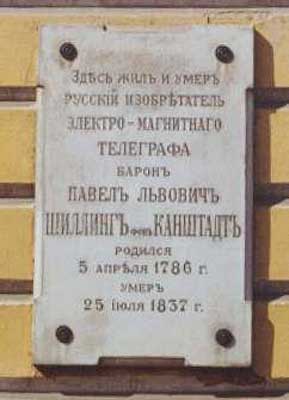 Здѣсь жилъ и умеръ
русскій изобрѣтатель
электро-магнитнаго
телеграфа
баронъ
Павелъ Львовичъ
Шиллингъ фонъ Канштадтъ
родился
5 апрѣля 1786 г.
умеръ
25 іюля 1837 г.